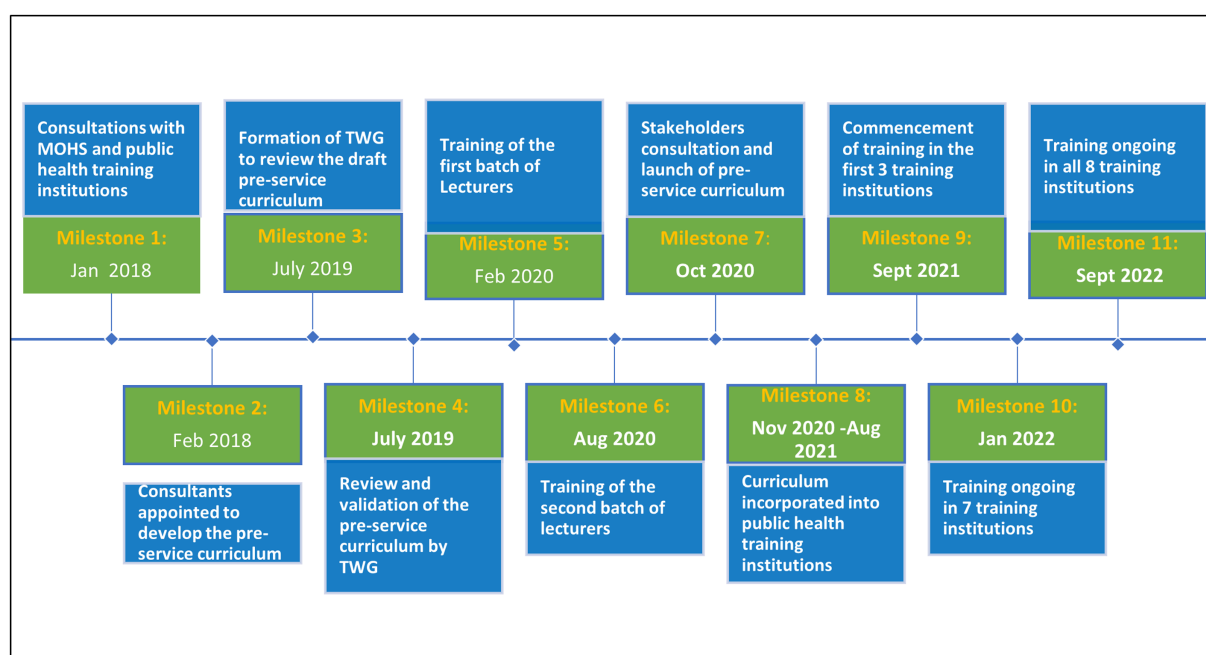 Consultations with
MOHS and public
health training
institutions
Milestone 1:
Jan 2018
Formation of TWG
to review the draft
pre-service
curriculum
Milestone 3:
July 2019
Training of the
first batch of
Lecturers
Milestone 5:
Feb 2020
Stakeholders
consultation and
launch of pre-
service curriculum
Milestone 7:
Oct 2020
Commencement
of training in the
first 3 training
institutions
Milestone 9:
Sept 2021
Training ongoing
in all 8 training
institutions
Milestone 11:
Sept 2022
Milestone 2:
Feb 2018
Consultants
appointed to
develop the pre-
service curriculum
Milestone 4:
July 2019
Review and
validation of the
pre-service
curriculum by
TWG
Milestone 6:
Aug 2020
Training of the
second batch of
lecturers
Milestone 8:
Nov 2020 -Aug
2021
Curriculum
incorporated into
public health
training
institutions
Milestone 10:
Jan 2022
Training ongoing
in 7 training
institutions